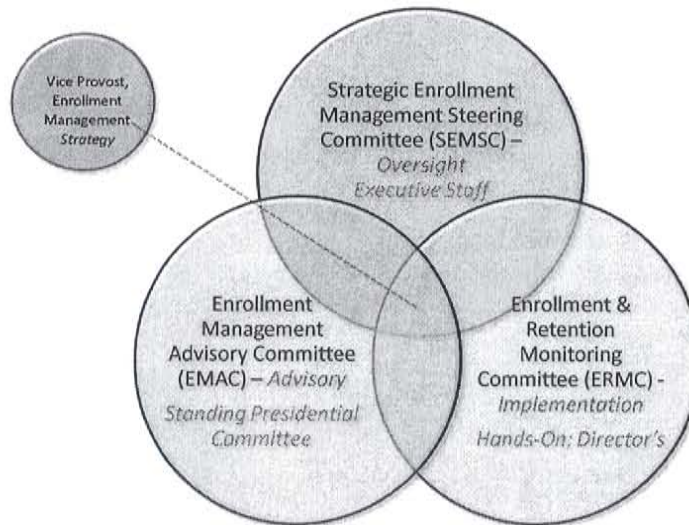 Vice Provost,
Enrollment
Management
Strategy
Strategic Enrollment
Management Steering
Committee (SEMSC) –
Oversight
Executive Staff
Enrollment
Management
Advisory Committee
(EMAC) – Advisory
Standing Presidential
Committee
Enrollment &
Retention
Monitoring
Committee (ERMC) -
Implementation
Hands-On; Director's